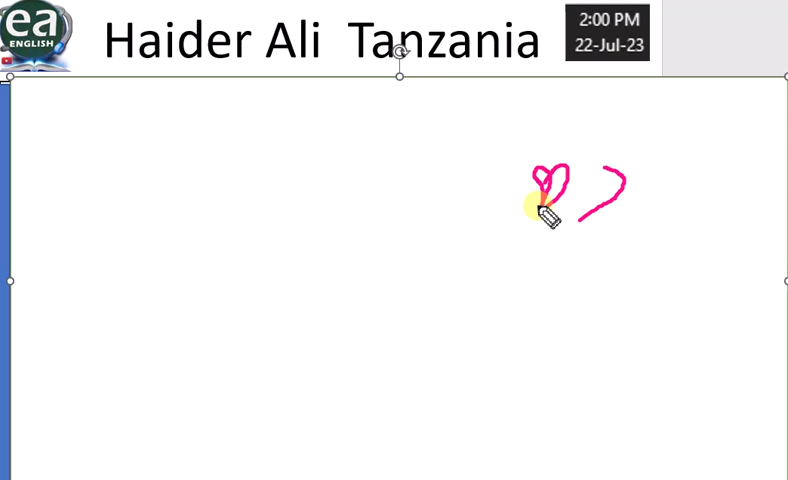 ea
ENGLISH
Haider Ali Tanzania
2:00 PM
22-Jul-23